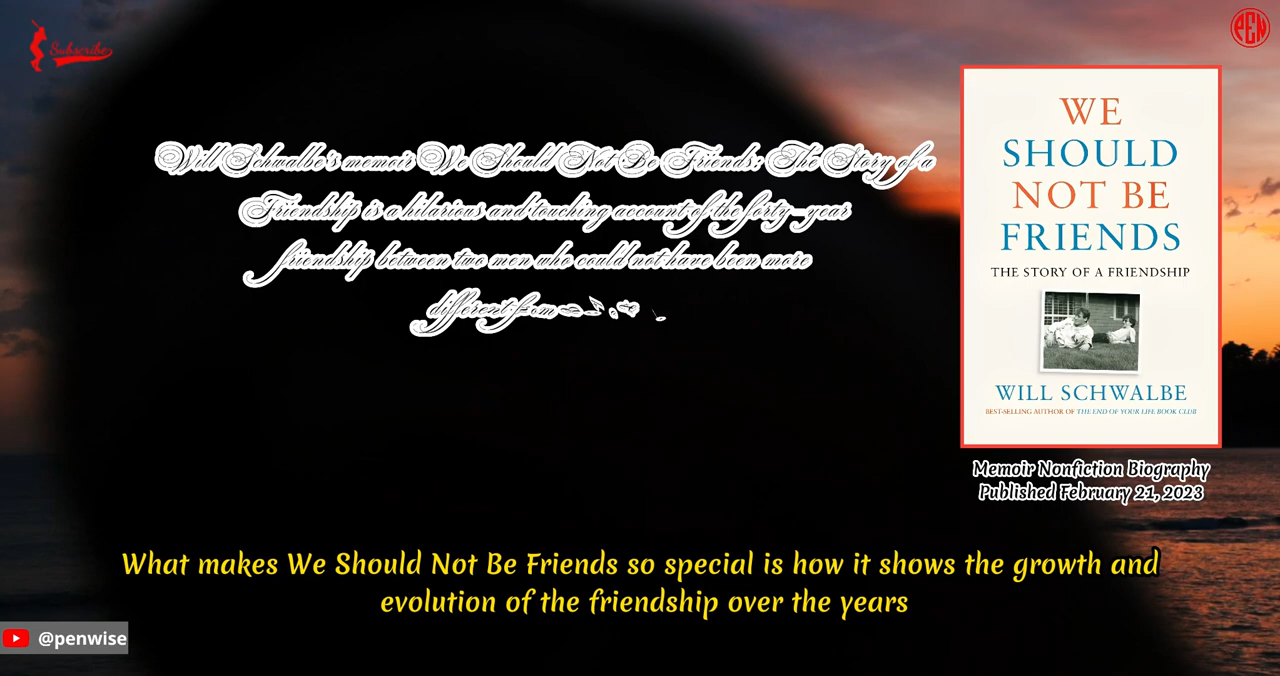 Subscribe
PEN
Will Schwalbe's memoir We Should Not Be Friends: The Story of a
Friendship is a hilarious and touching account of the forty-year
friendship between two men who could not have been more
different from
WE
SHOULD
NOT BE
FRIENDS
THE STORY OF A FRIENDSHIP
WILL SCHWALBE
BEST-SELLING AUTHOR OF THE END OF YOUR LIFE BOOK CLUB
Memoir Nonfiction Biography
Published February 21, 2023
What makes We Should Not Be Friends so special is how it shows the growth and
evolution of the friendship over the years
@penwise